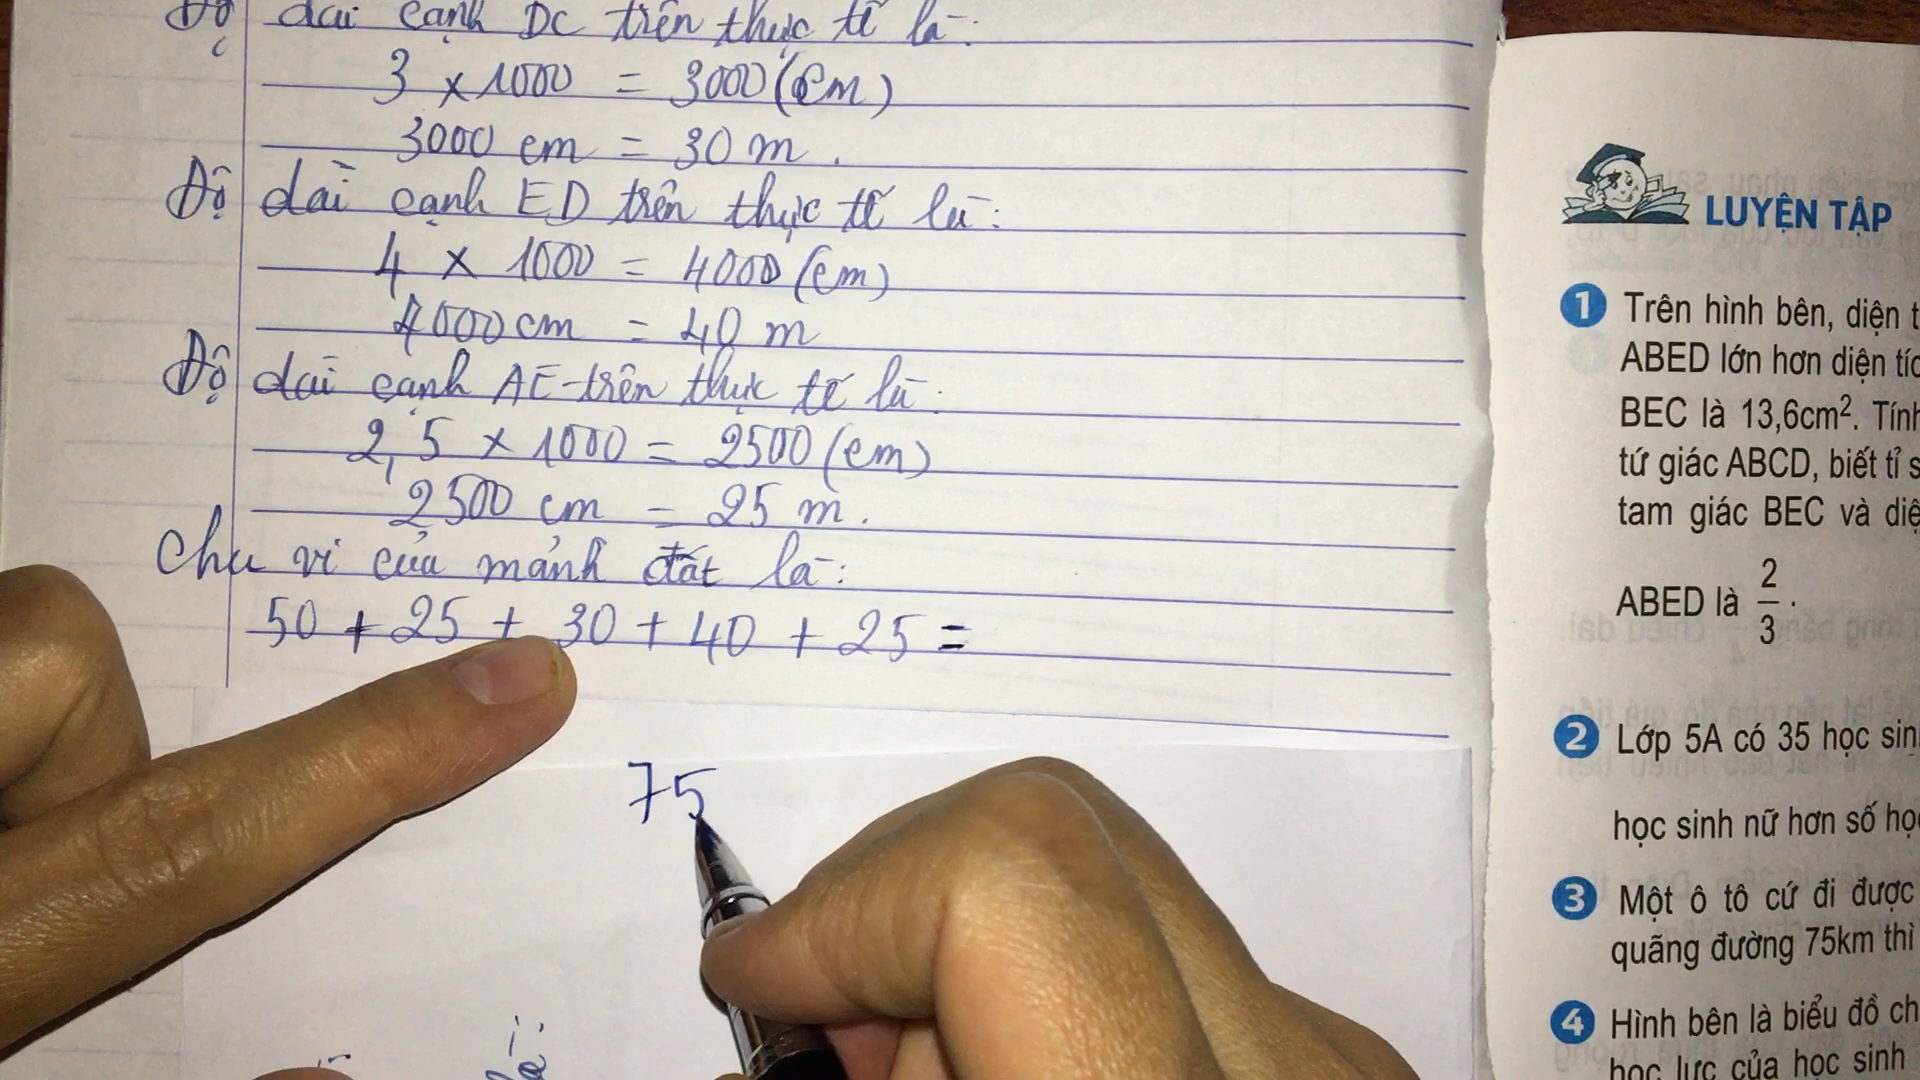 Độ dài cạnh DC trên thực tế là:
3 x 1000 = 3000 (cm)
3000 cm = 30 m.
Độ dài cạnh ED trên thực tế là:
4 x 1000 = 4000 (cm)
4000 cm = 40 m
Độ dài cạnh AE trên thực tế là:
2,5 x 1000 = 2500 (cm)
2500 cm = 25 m.
Chu vi của mảnh đất là:
50 + 25 + 30 + 40 + 25 =
75
là:
LUYỆN TẬP
1 Trên hình bên, diện t
ABED lớn hơn diện tíc
BEC là 13,6cm². Tính
tứ giác ABCD, biết tỉ s
tam giác BEC và diệ
ABED là 2/3.
2 Lớp 5A có 35 học sin
học sinh nữ hơn số họ
3 Một ô tô cứ đi được
quãng đường 75km thì
4 Hình bên là biểu đồ ch
học lực của học sinh